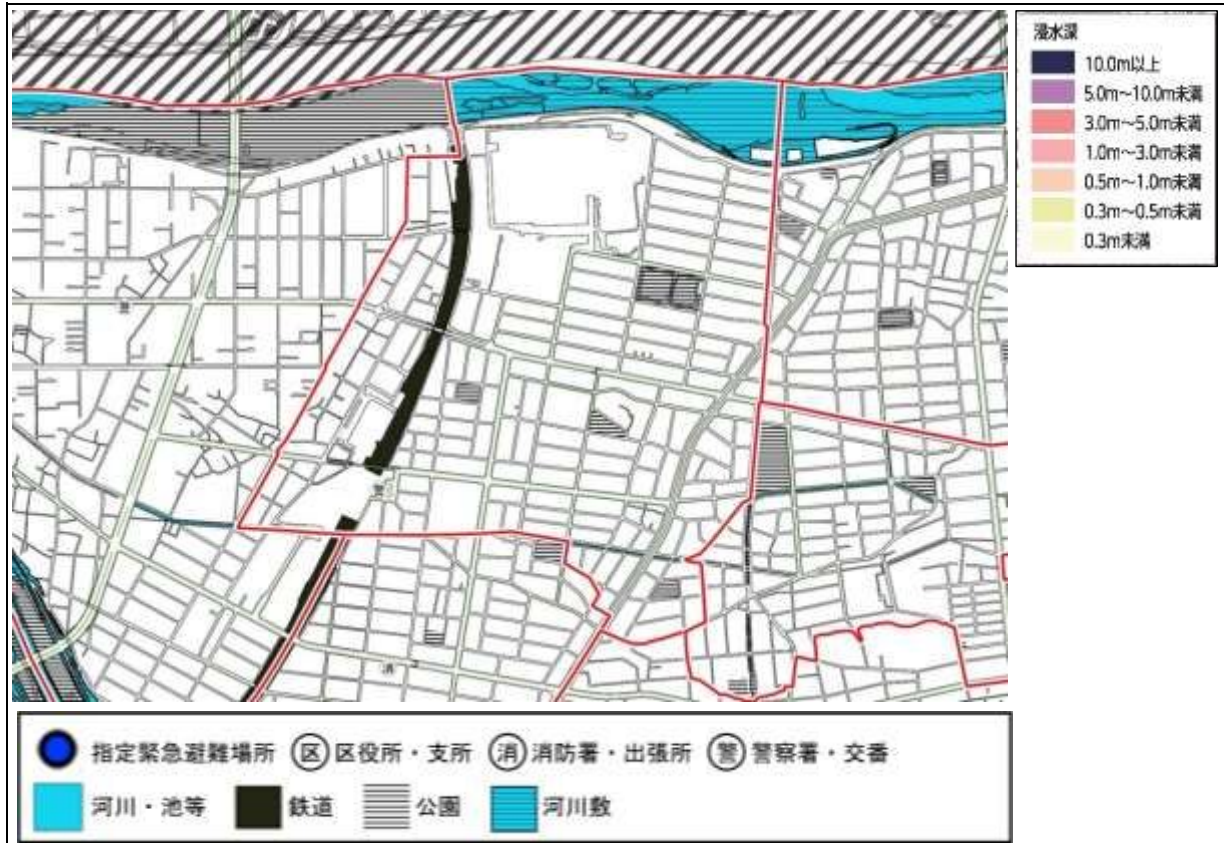 浸水深
10.0m以上
5.0m～10.0m未満
3.0m～5.0m未満
1.0m～3.0m未満
0.5m～1.0m未満
0.3m～0.5m未満
0.3m未満
消
指定緊急避難場所 区 区役所・支所 消 消防署・出張所 警 警察署・交番
河川・池等 鉄道 公園 河川敷